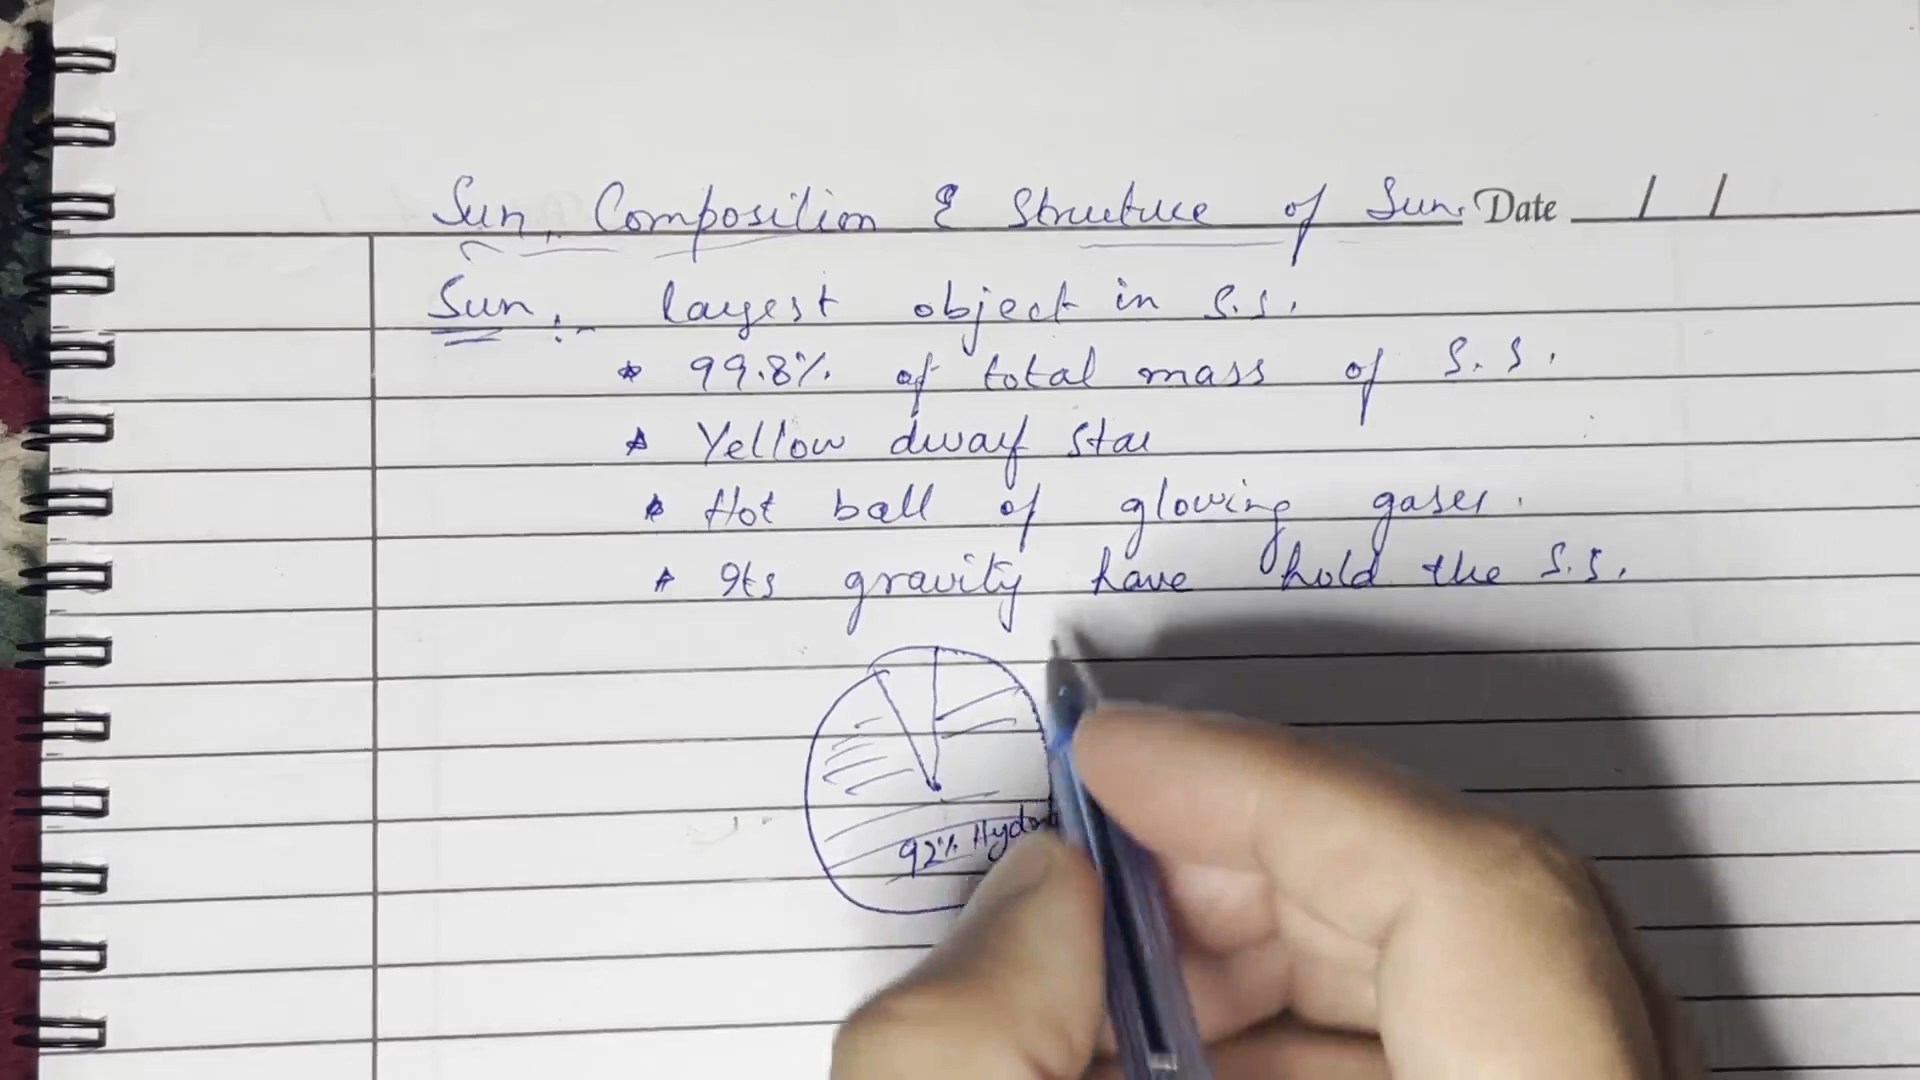 Sun, Composition & Structure of Sun. Date / /
Sun :- largest object in S.S.
* 99.8% of total mass of S.S.
* Yellow dwarf star
* Hot ball of glowing gases.
* Its gravity have hold the S.S.
92%